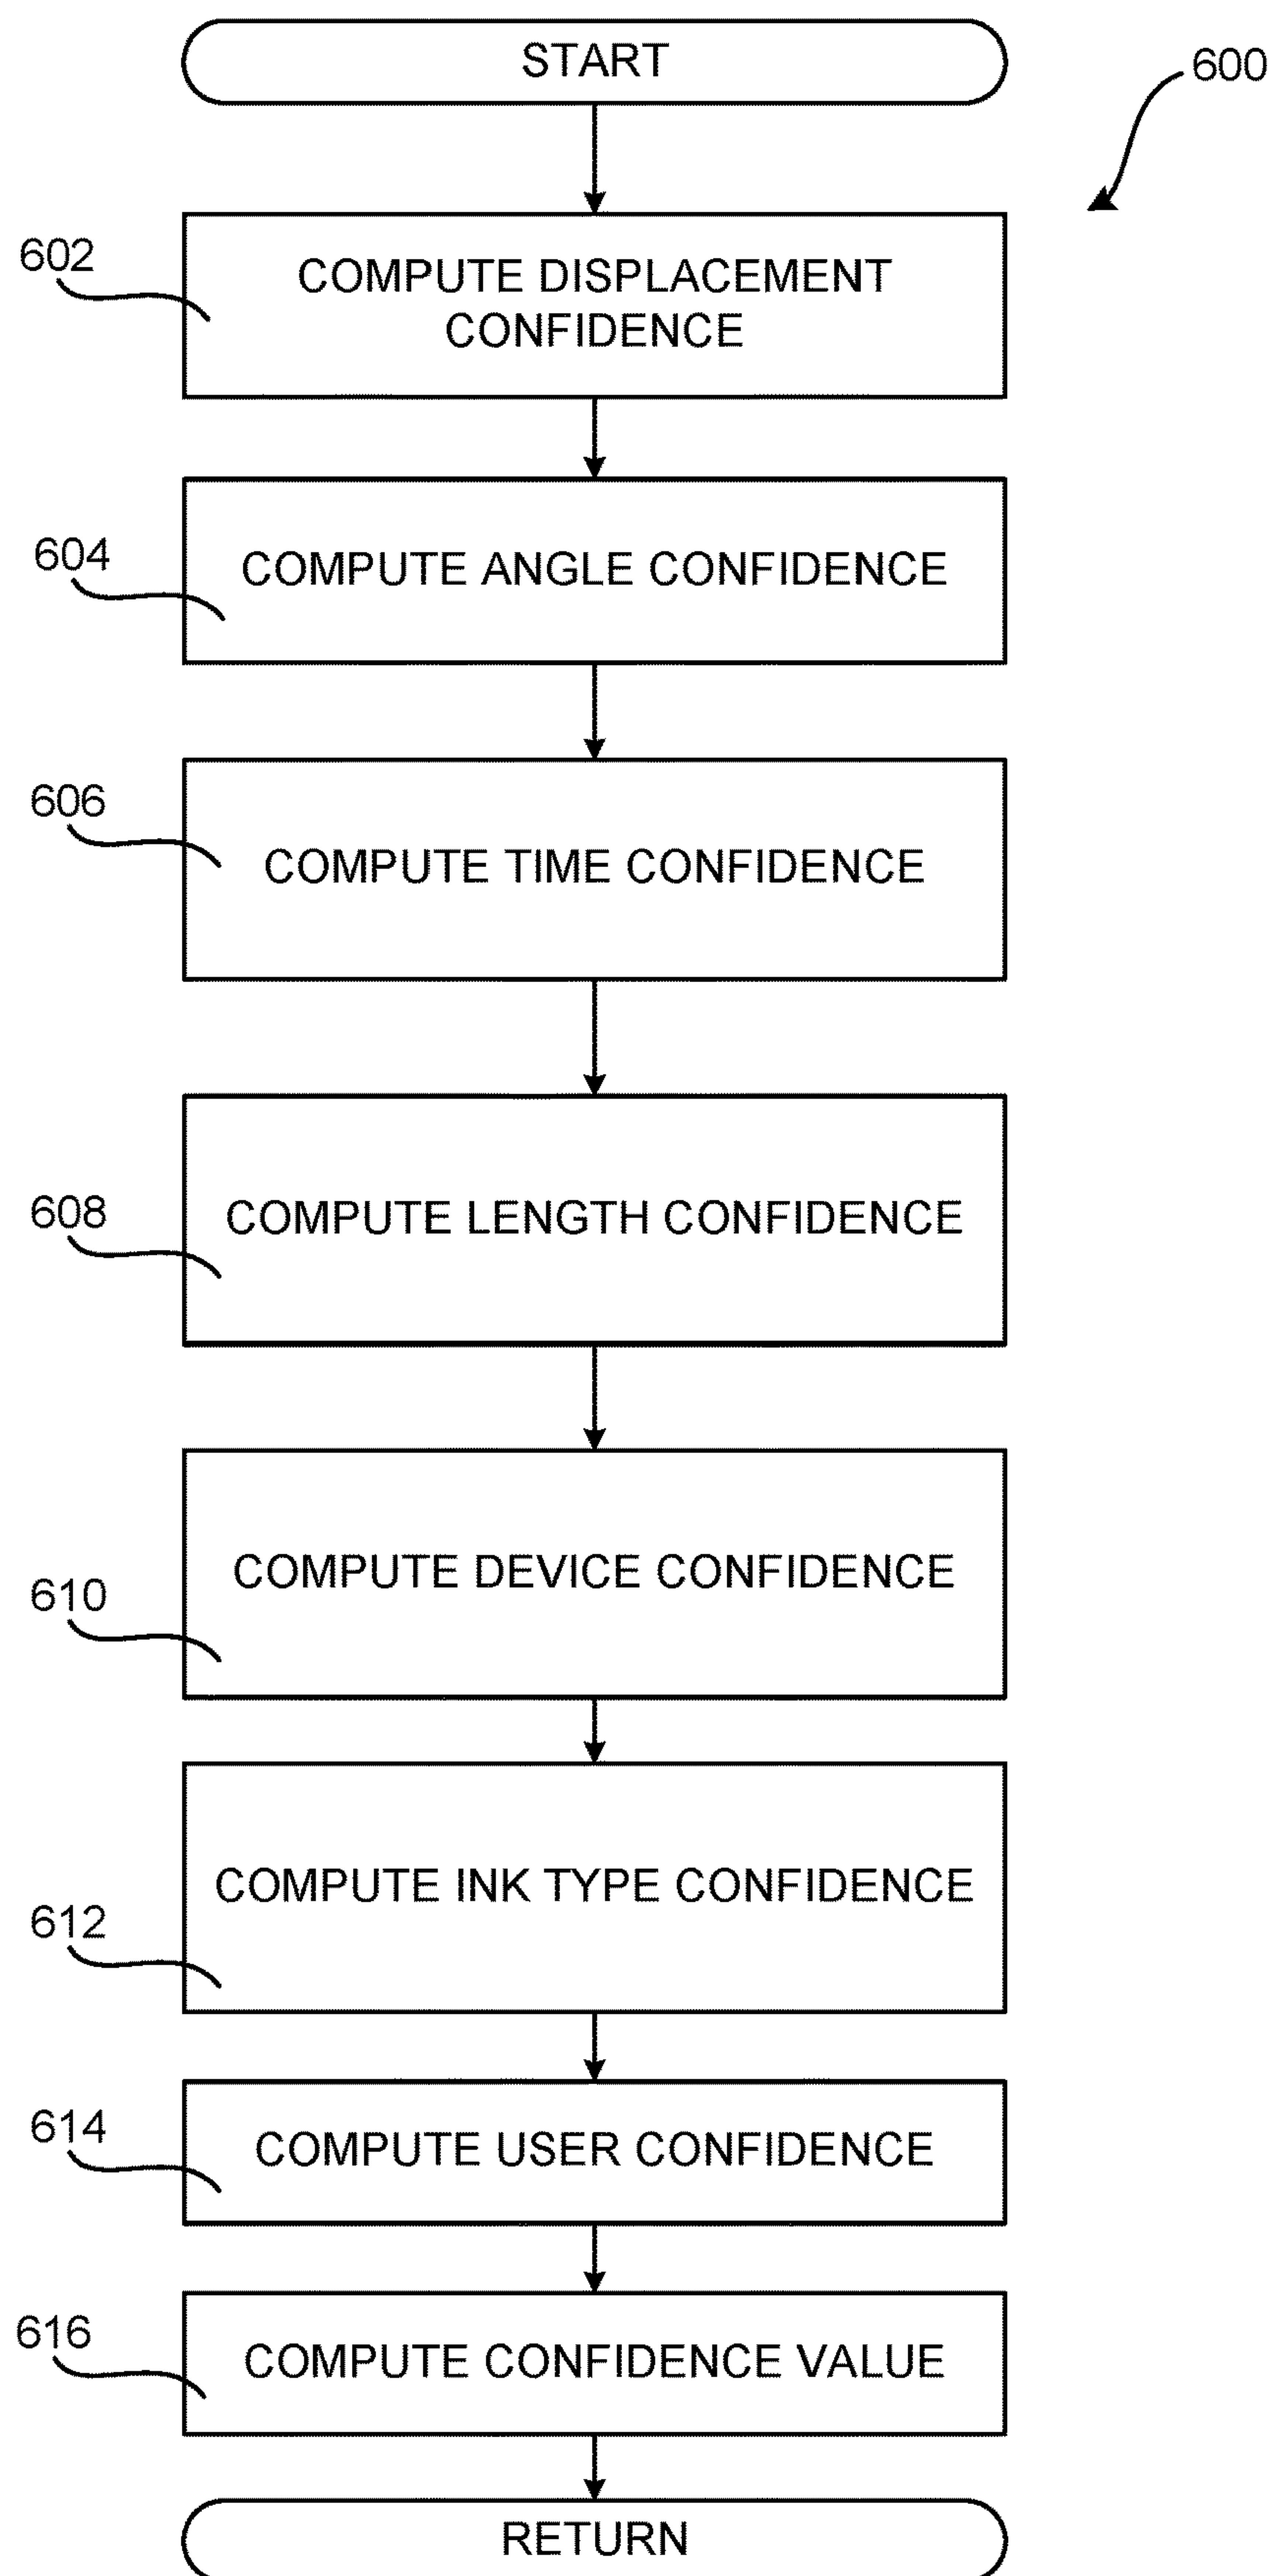 START
600
602
COMPUTE DISPLACEMENT
CONFIDENCE
604
COMPUTE ANGLE CONFIDENCE
606
COMPUTE TIME CONFIDENCE
608
COMPUTE LENGTH CONFIDENCE
610
COMPUTE DEVICE CONFIDENCE
612
COMPUTE INK TYPE CONFIDENCE
614
COMPUTE USER CONFIDENCE
616
COMPUTE CONFIDENCE VALUE
RETURN